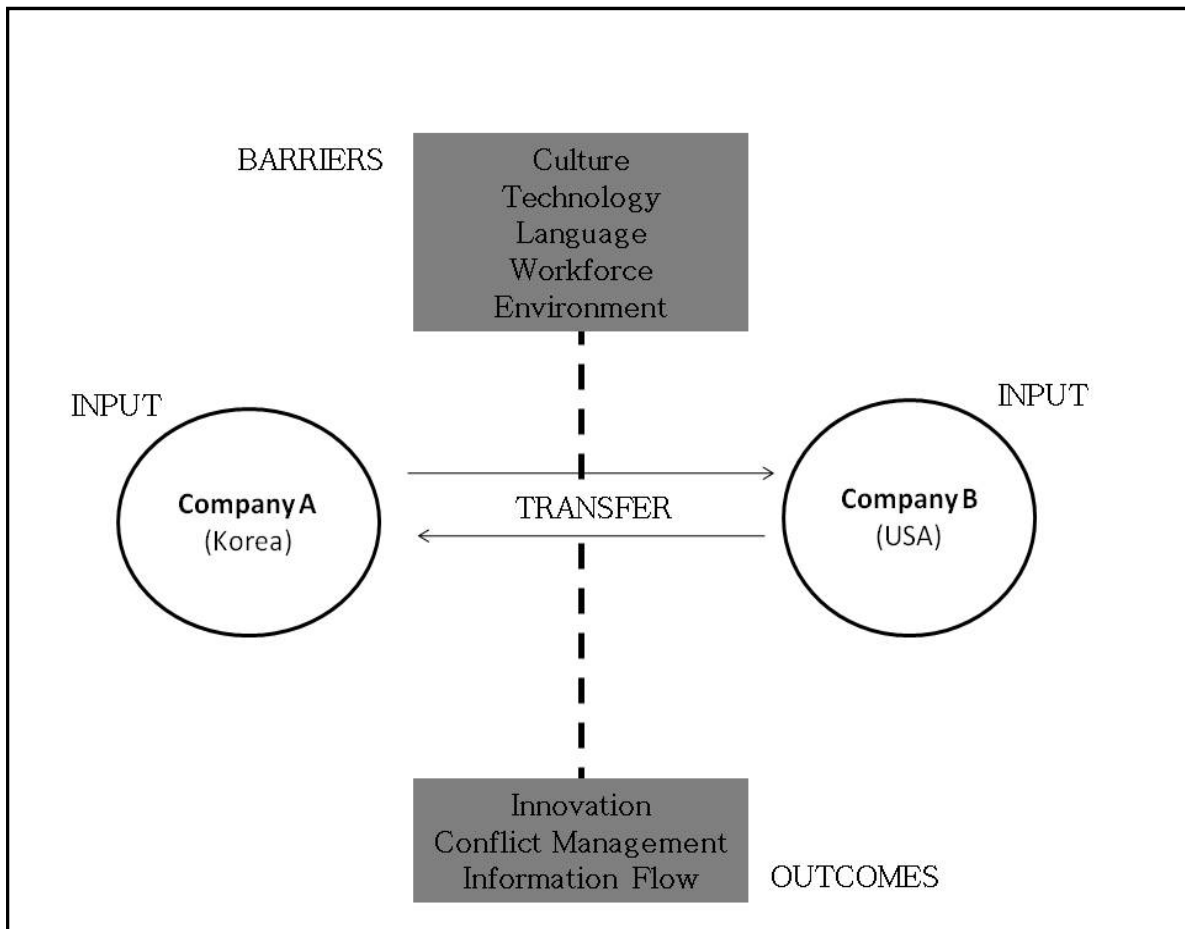 BARRIERS
Culture
Technology
Language
Workforce
Environment
INPUT
INPUT
Company A
(Korea)
TRANSFER
Company B
(USA)
Innovation
Conflict Management
Information Flow
OUTCOMES